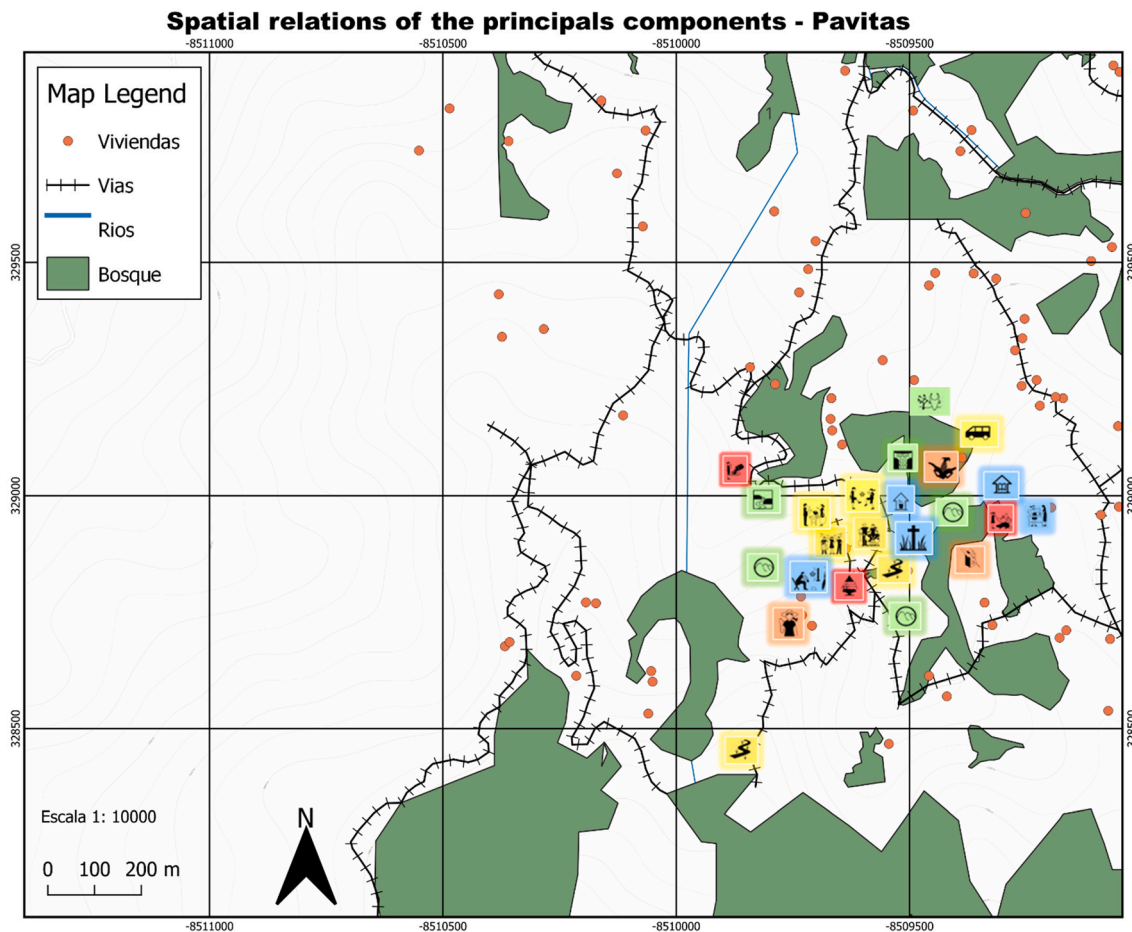 Spatial relations of the principals components - Pavitas
-8511000 -8510500 -8510000 -8509500
Map Legend
Viviendas
Vias
Rios
Bosque
1
329500 329500
329000 329000
328500 328500
Escala 1: 10000
N
0 100 200 m
-8511000 -8510500 -8510000 -8509500